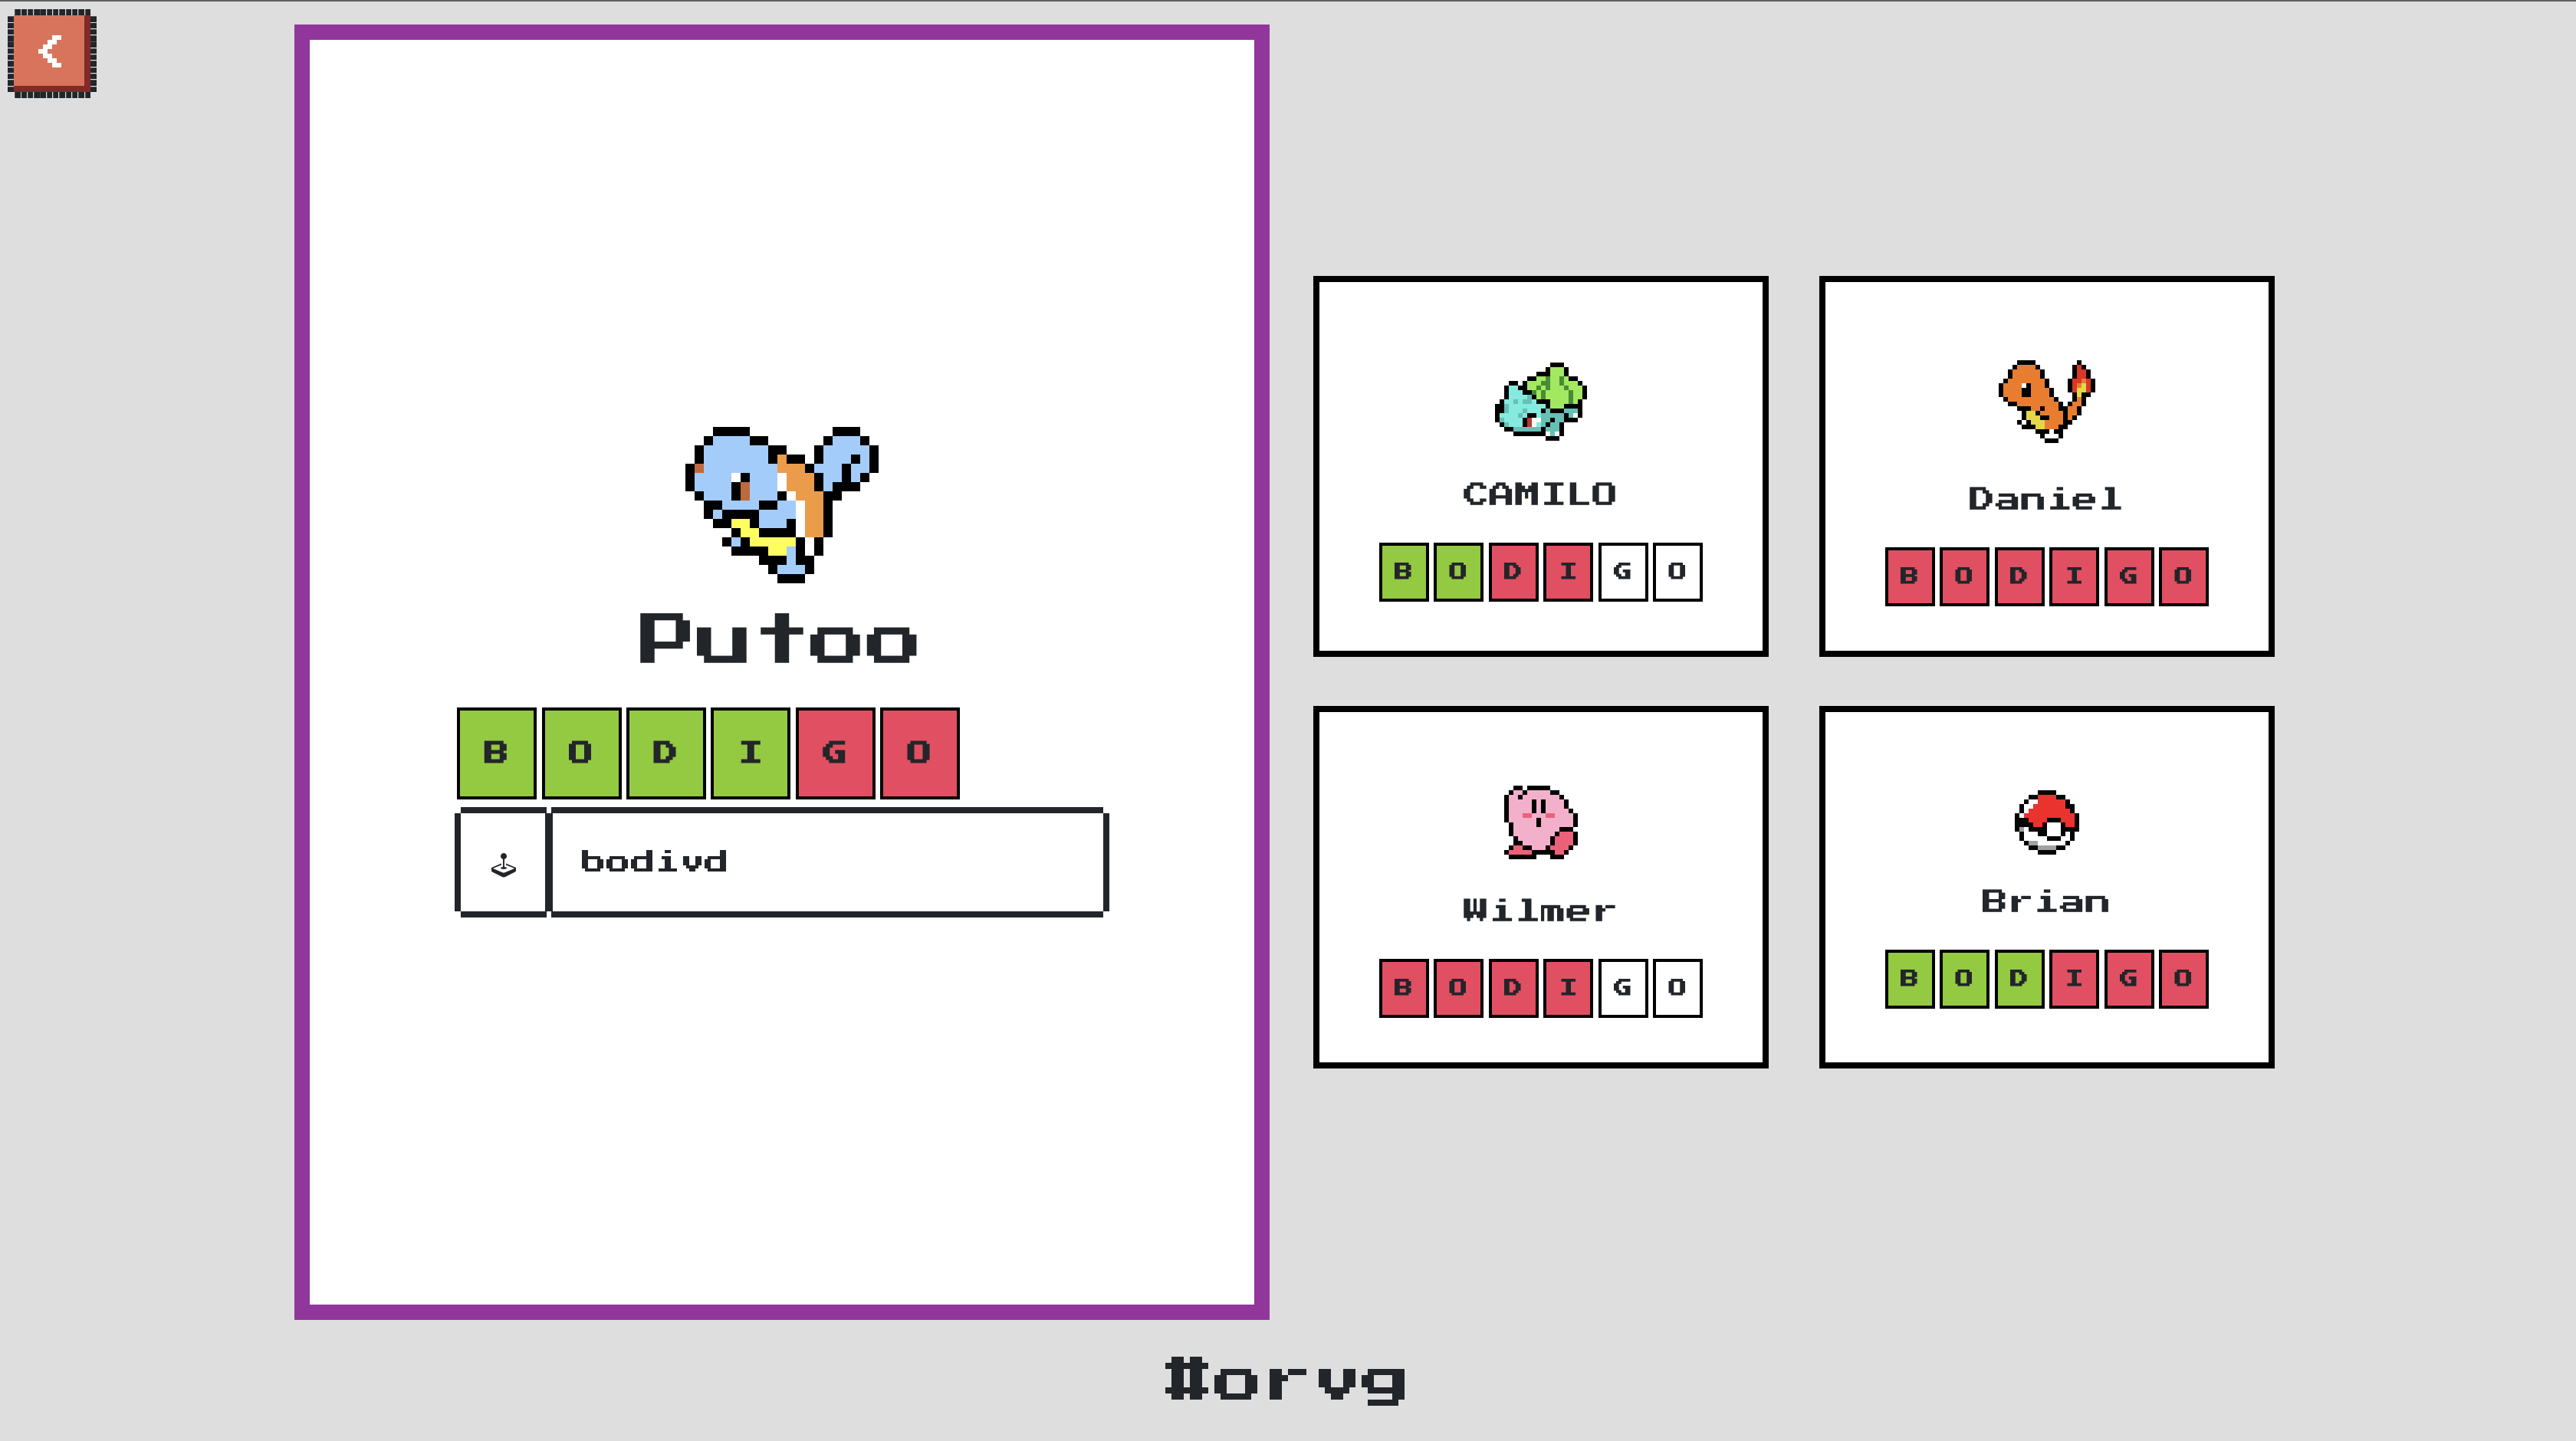 Putoo
B O D I G O
bodivd
CAMILO
B O D I G O
Daniel
B O D I G O
Wilmer
B O D I G O
Brian
B O D I G O
#orvg